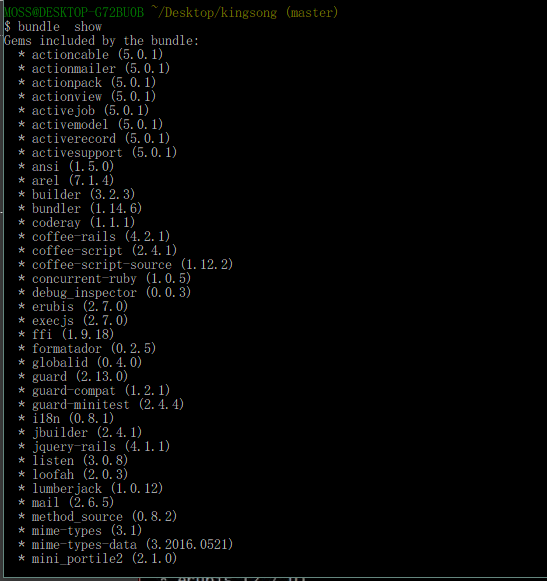 MOSS@DESKTOP-G72BUOB ~/Desktop/kingsong (master)
$ bundle  show
Gems included by the bundle:
  * actioncable (5.0.1)
  * actionmailer (5.0.1)
  * actionpack (5.0.1)
  * actionview (5.0.1)
  * activejob (5.0.1)
  * activemodel (5.0.1)
  * activerecord (5.0.1)
  * activesupport (5.0.1)
  * ansi (1.5.0)
  * arel (7.1.4)
  * builder (3.2.3)
  * bundler (1.14.6)
  * coderay (1.1.1)
  * coffee-rails (4.2.1)
  * coffee-script (2.4.1)
  * coffee-script-source (1.12.2)
  * concurrent-ruby (1.0.5)
  * debug_inspector (0.0.3)
  * erubis (2.7.0)
  * execjs (2.7.0)
  * ffi (1.9.18)
  * formatador (0.2.5)
  * globalid (0.4.0)
  * guard (2.13.0)
  * guard-compat (1.2.1)
  * guard-minitest (2.4.4)
  * i18n (0.8.1)
  * jbuilder (2.4.1)
  * jquery-rails (4.1.1)
  * listen (3.0.8)
  * loofah (2.0.3)
  * lumberjack (1.0.12)
  * mail (2.6.5)
  * method_source (0.8.2)
  * mime-types (3.1)
  * mime-types-data (3.2016.0521)
  * mini_portile2 (2.1.0)